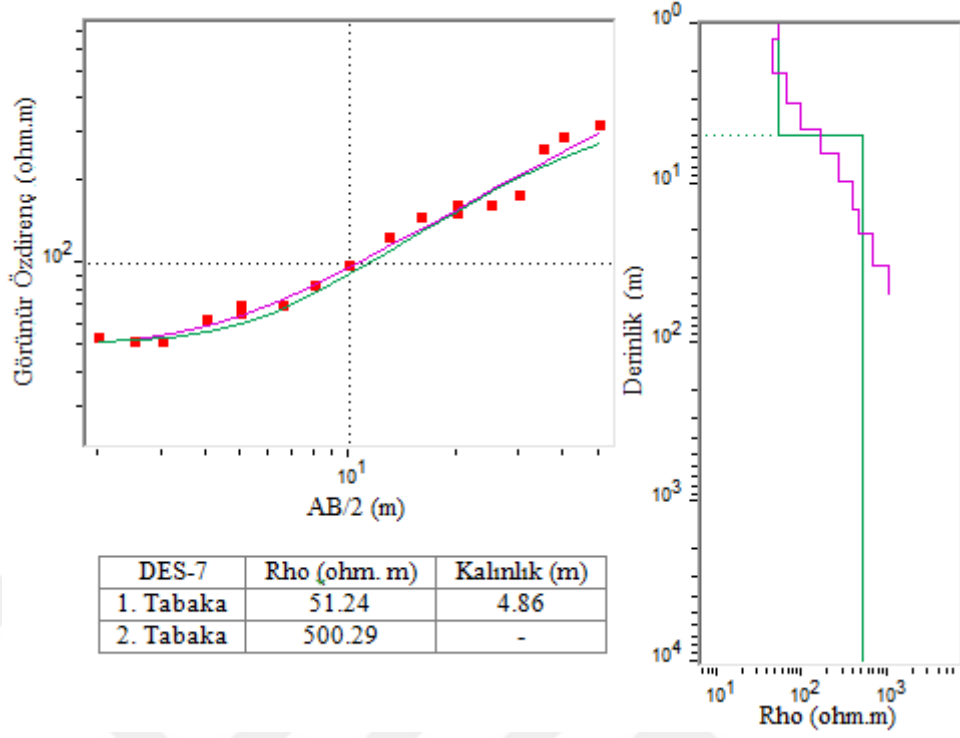 Görünür Özdirenç (ohm.m)
10²
10¹
AB/2 (m)
DES-7 Rho (ohm. m) Kalınlık (m)
1. Tabaka 51.24 4.86
2. Tabaka 500.29 -
Derinlik (m)
10⁰
10¹
10²
10³
10⁴
10¹ 10² 10³
Rho (ohm.m)